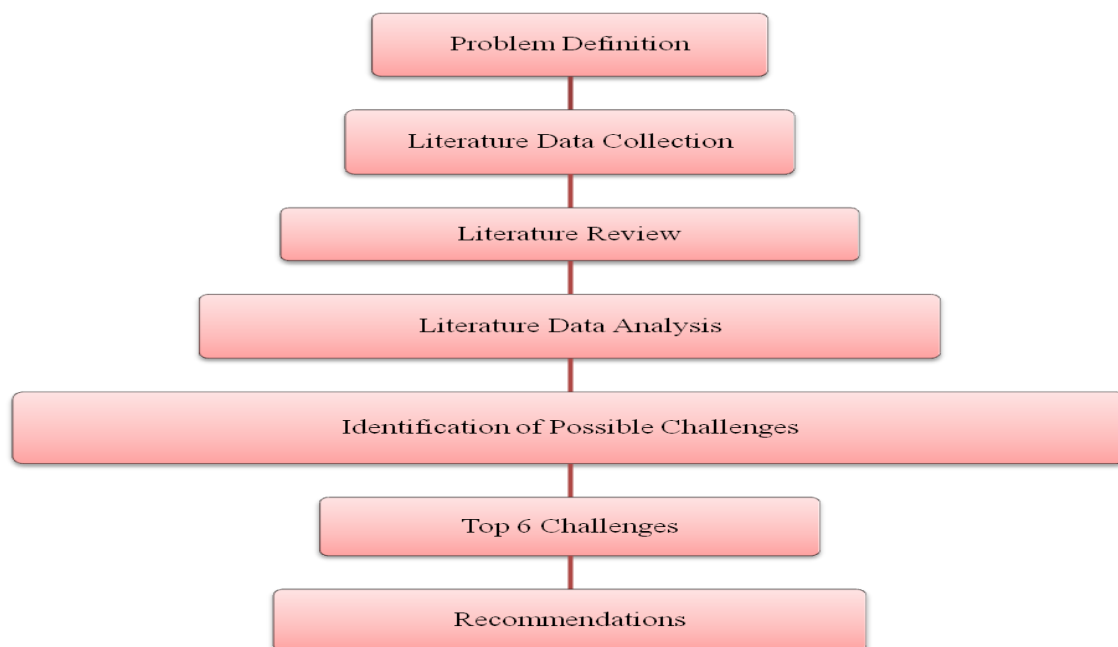 Problem Definition
Literature Data Collection
Literature Review
Literature Data Analysis
Identification of Possible Challenges
Top 6 Challenges
Recommendations